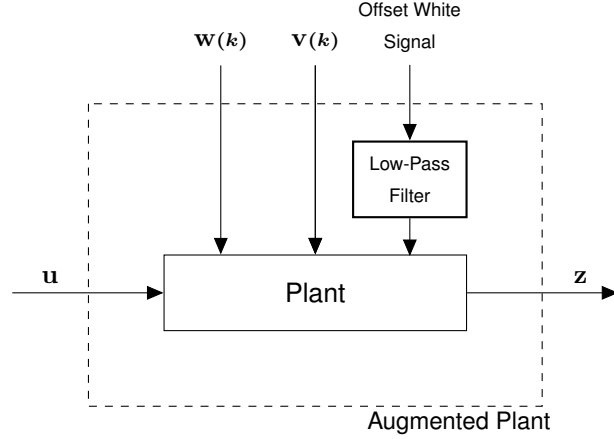 Offset White
Signal
w(k)
v(k)
Low-Pass
Filter
u
Plant
z
Augmented Plant